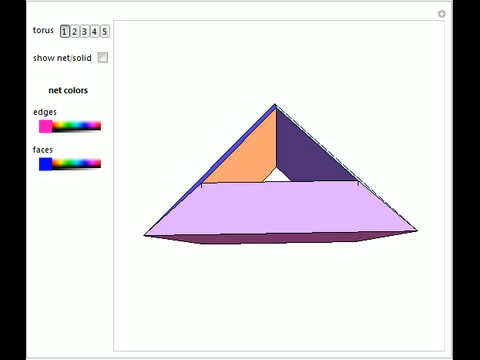 torus 1 2 3 4 5
show net/solid
net colors
edges
faces